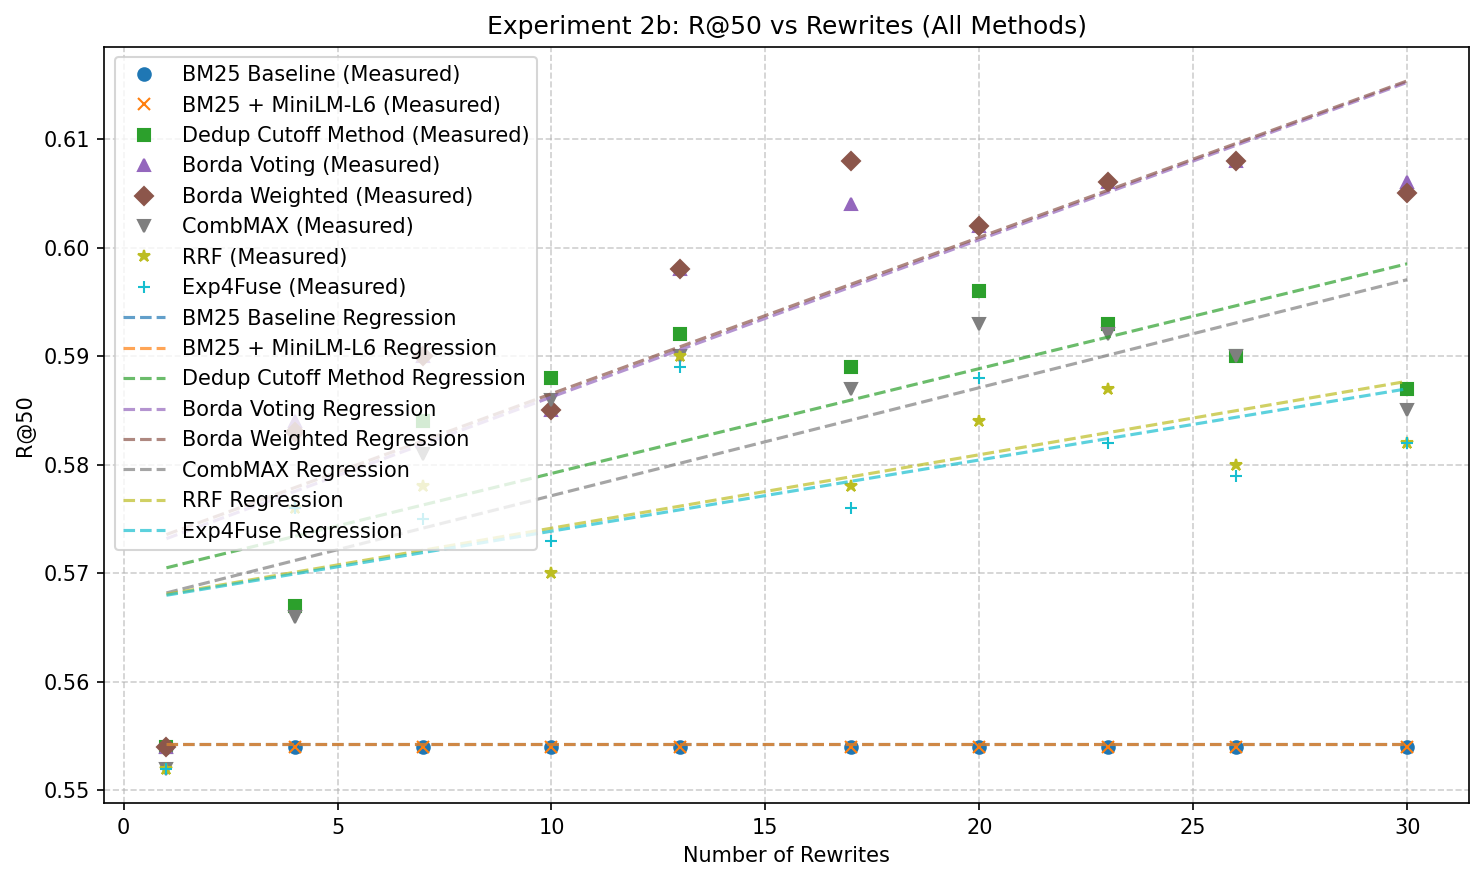 Experiment 2b: R@50 vs Rewrites (All Methods)
BM25 Baseline (Measured)
BM25 + MiniLM-L6 (Measured)
Dedup Cutoff Method (Measured)
Borda Voting (Measured)
Borda Weighted (Measured)
CombMAX (Measured)
RRF (Measured)
Exp4Fuse (Measured)
BM25 Baseline Regression
BM25 + MiniLM-L6 Regression
Dedup Cutoff Method Regression
Borda Voting Regression
Borda Weighted Regression
CombMAX Regression
RRF Regression
Exp4Fuse Regression
R@50
0.61
0.60
0.59
0.58
0.57
0.56
0.55
0 5 10 15 20 25 30
Number of Rewrites